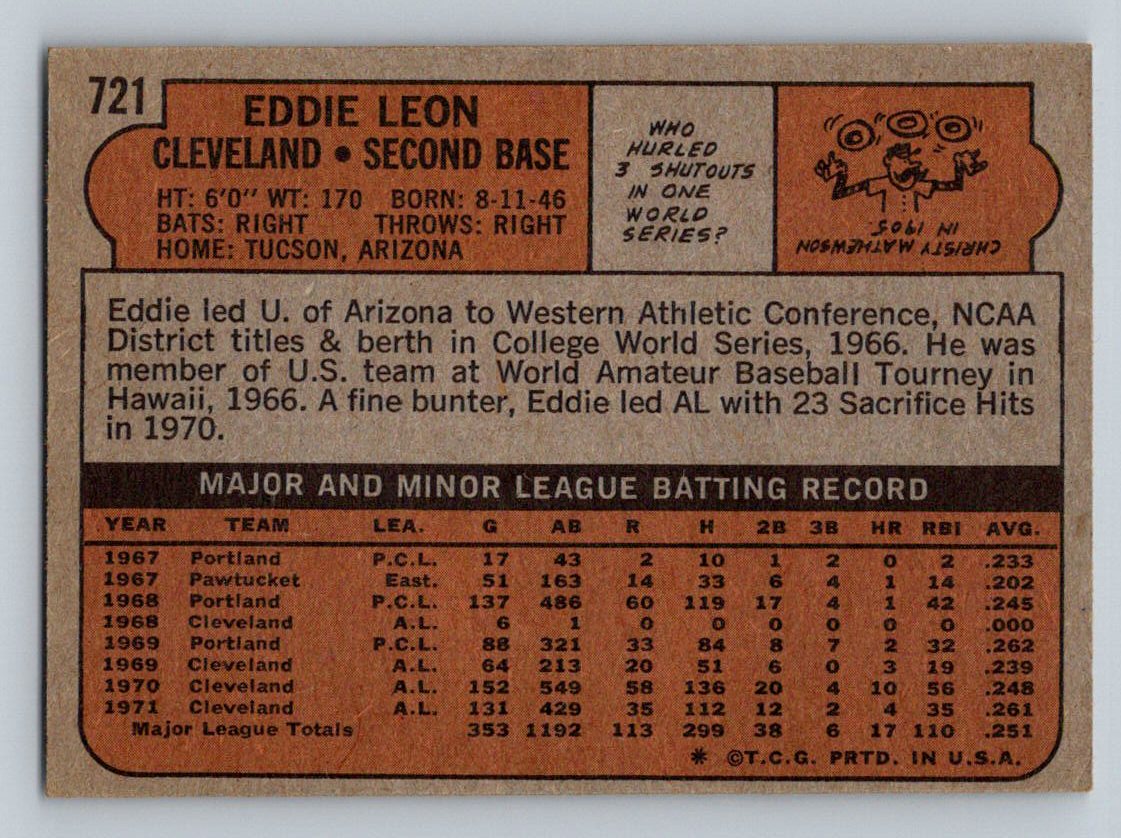 721
EDDIE LEON
CLEVELAND • SECOND BASE
HT: 6'0" WT: 170 BORN: 8-11-46
BATS: RIGHT THROWS: RIGHT
HOME: TUCSON, ARIZONA
WHO
HURLED
3 SHUTOUTS
IN ONE
WORLD
SERIES?
CHRISTY MATHEWSON
IN 1905.
Eddie led U. of Arizona to Western Athletic Conference, NCAA
District titles & berth in College World Series, 1966. He was
member of U.S. team at World Amateur Baseball Tourney in
Hawaii, 1966. A fine bunter, Eddie led AL with 23 Sacrifice Hits
in 1970.
MAJOR AND MINOR LEAGUE BATTING RECORD
YEAR TEAM LEA. G AB R H 2B 3B HR RBI AVG.
1967 Portland P.C.L. 17 43 2 10 1 2 0 2 .233
1967 Pawtucket East. 51 163 14 33 6 4 1 14 .202
1968 Portland P.C.L. 137 486 60 119 17 4 1 42 .245
1968 Cleveland A.L. 6 1 0 0 0 0 0 0 .000
1969 Portland P.C.L. 88 321 33 84 8 7 2 32 .262
1969 Cleveland A.L. 64 213 20 51 6 0 3 19 .239
1970 Cleveland A.L. 152 549 58 136 20 4 10 56 .248
1971 Cleveland A.L. 131 429 35 112 12 2 4 35 .261
Major League Totals 353 1192 113 299 38 6 17 110 .251
* ©T.C.G. PRTD. IN U.S.A.